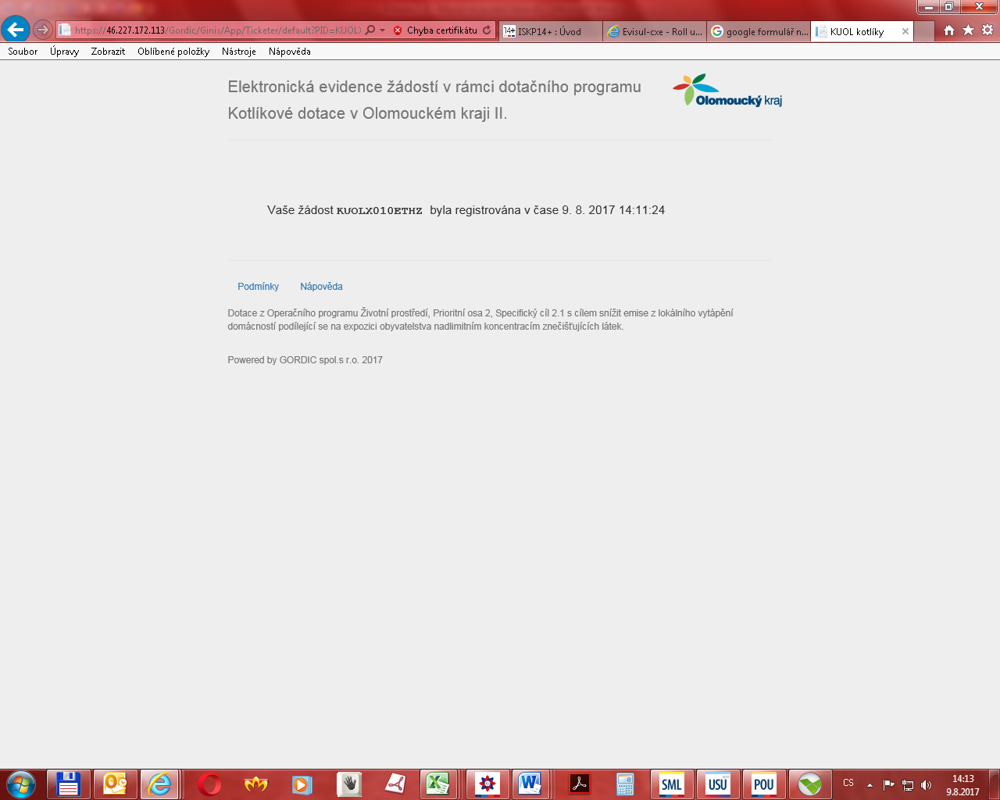 https://46.227.172.113/Gordic/Ginis/App/Ticketer/default?PID=KUOL
Chyba certifikátu
ISKP14+ : Úvod
Evisul-cxe - Roll u...
google formulář n...
KUOL kotlíky
Soubor Úpravy Zobrazit Oblíbené položky Nástroje Nápověda
Elektronická evidence žádostí v rámci dotačního programu
Kotlíkové dotace v Olomouckém kraji II.
Olomoucký kraj
Vaše žádost KUOLX010ETHZ byla registrována v čase 9. 8. 2017 14:11:24
Podmínky Nápověda
Dotace z Operačního programu Životní prostředí, Prioritní osa 2, Specifický cíl 2.1 s cílem snížit emise z lokálního vytápění
domácností podílející se na expozici obyvatelstva nadlimitním koncentracím znečišťujících látek.
Powered by GORDIC spol.s r.o. 2017
SML USU POU
CS
14:13
9.8.2017